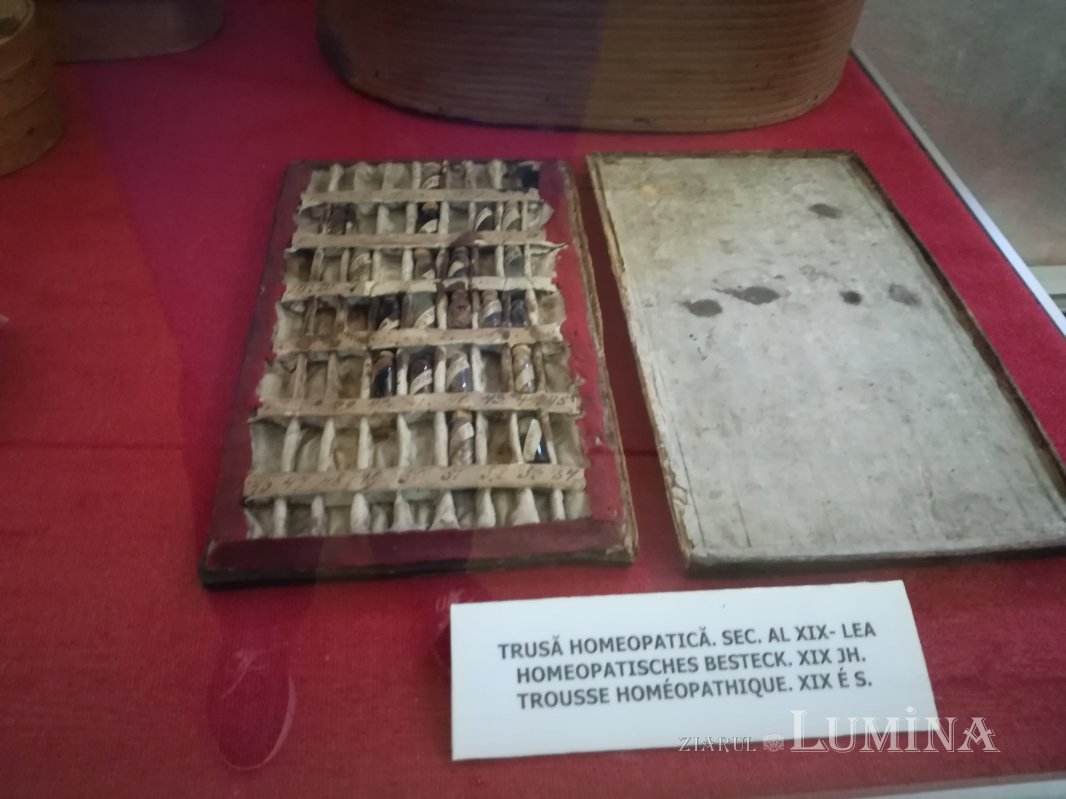 TRUSĂ HOMEOPATICĂ. SEC. AL XIX- LEA
HOMEOPATISCHES BESTECK. XIX JH.
TROUSSE HOMÉOPATHIQUE. XIX É S.
ZIARUL LUMINA